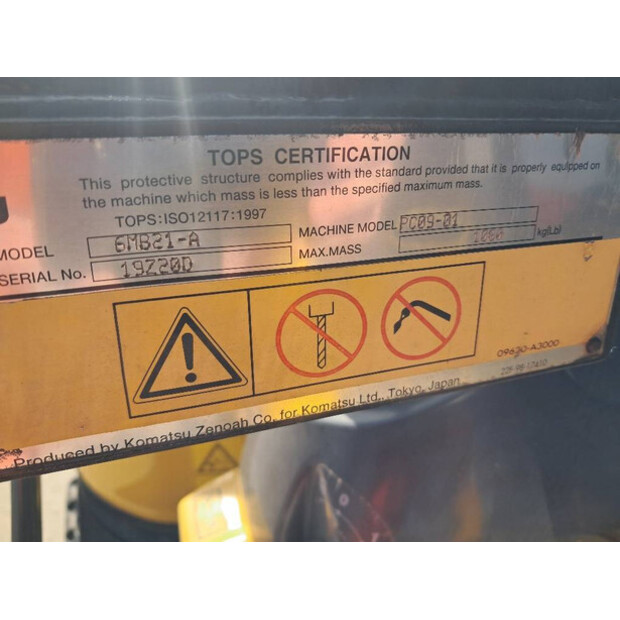 TOPS CERTIFICATION
This protective structure complies with the standard provided that it is properly equipped on
the machine which mass is less than the specified maximum mass.
TOPS:ISO12117:1997
MODEL 6MB21-A MACHINE MODEL PC09-01
SERIAL No. 19Z20D MAX.MASS kg(Lb)
09630-A3000
Produced by Komatsu Zenoah Co. for Komatsu Ltd., Tokyo, Japan